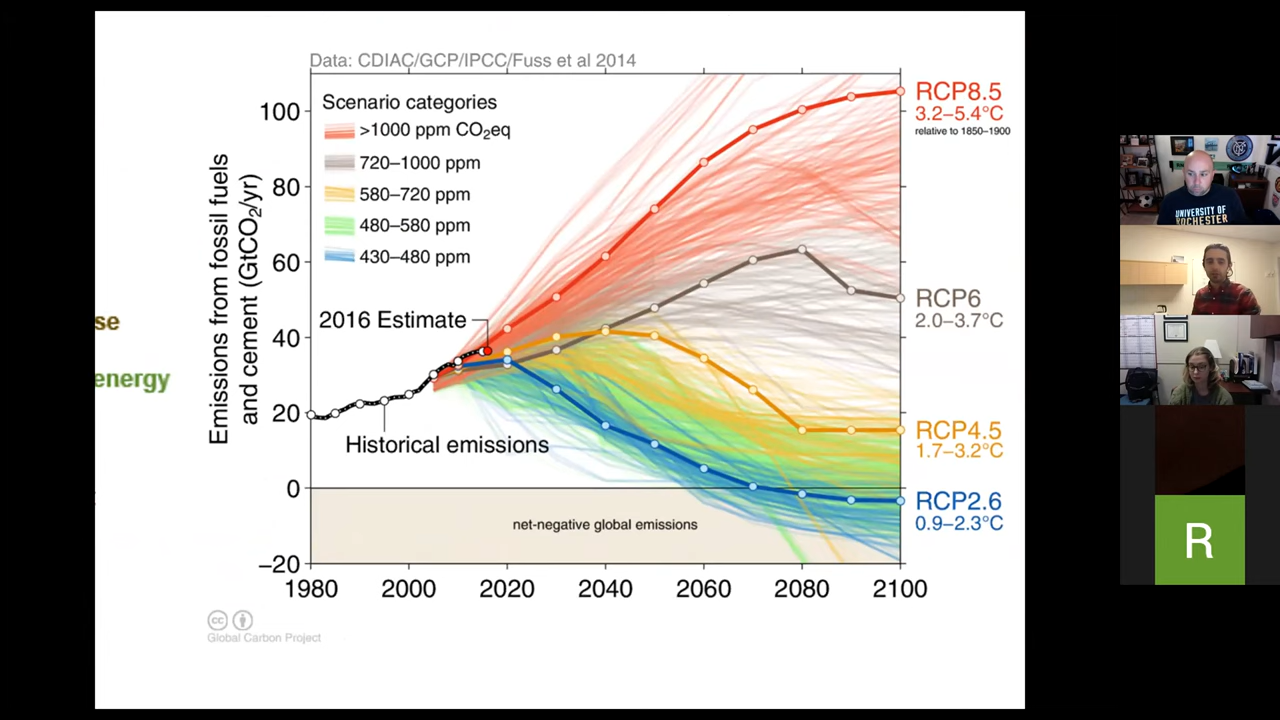 Data: CDIAC/GCP/IPCC/Fuss et al 2014
Scenario categories
>1000 ppm CO₂eq
720–1000 ppm
580–720 ppm
480–580 ppm
430–480 ppm
Emissions from fossil fuels
and cement (GtCO₂/yr)
100
80
60
40
20
0
−20
2016 Estimate
Historical emissions
net-negative global emissions
1980
2000
2020
2040
2060
2080
2100
RCP8.5
3.2–5.4°C
relative to 1850–1900
RCP6
2.0–3.7°C
RCP4.5
1.7–3.2°C
RCP2.6
0.9–2.3°C
se
energy
cc
Global Carbon Project
UNIVERSITY OF
R